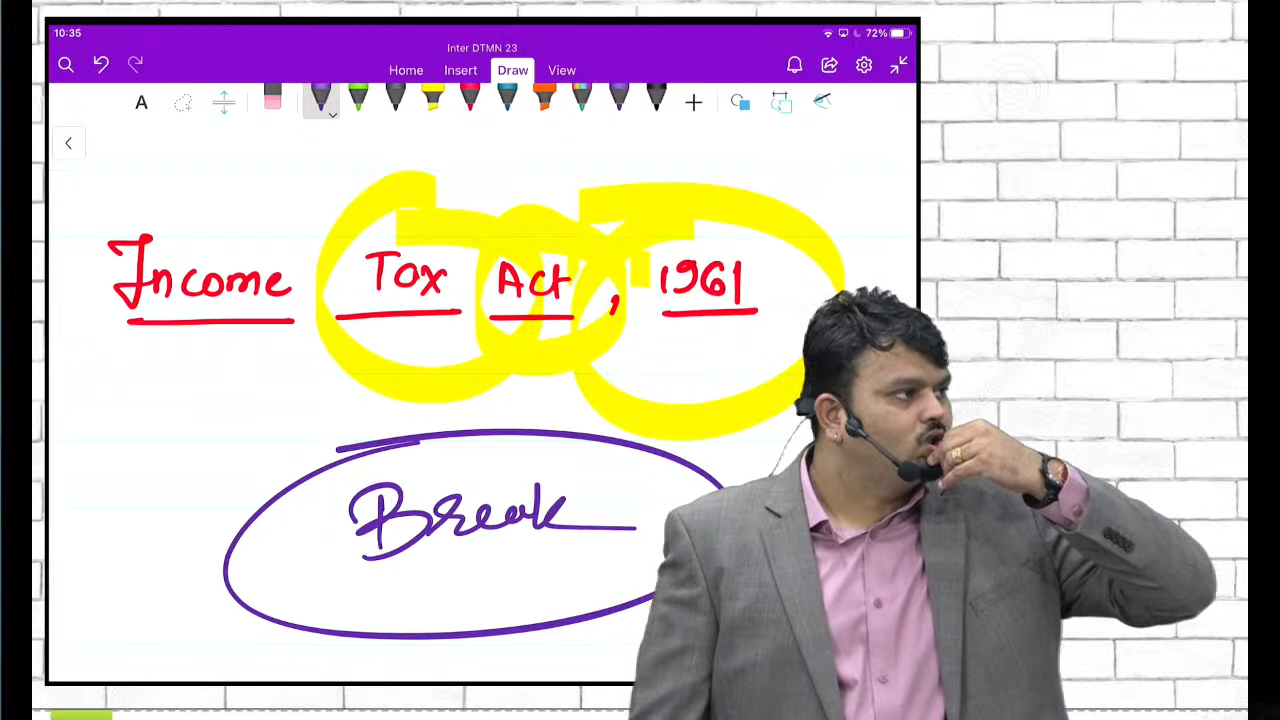 10:35
72%
Inter DTMN 23
Home Insert Draw View
A
Income Tax Act, 1961
Break